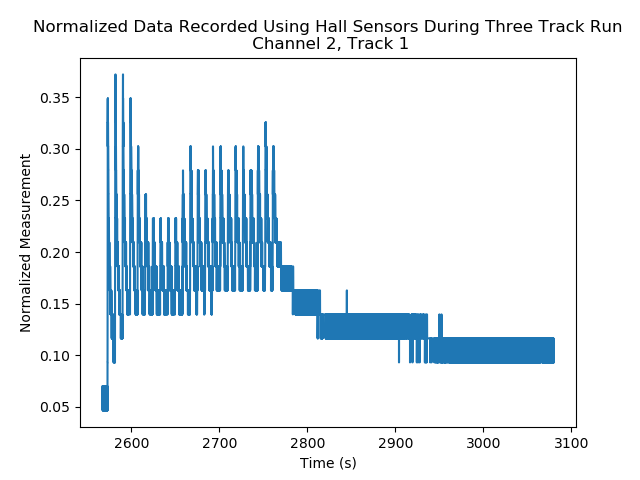 Normalized Data Recorded Using Hall Sensors During Three Track Run
Channel 2, Track 1
Normalized Measurement
0.35
0.30
0.25
0.20
0.15
0.10
0.05
2600 2700 2800 2900 3000 3100
Time (s)